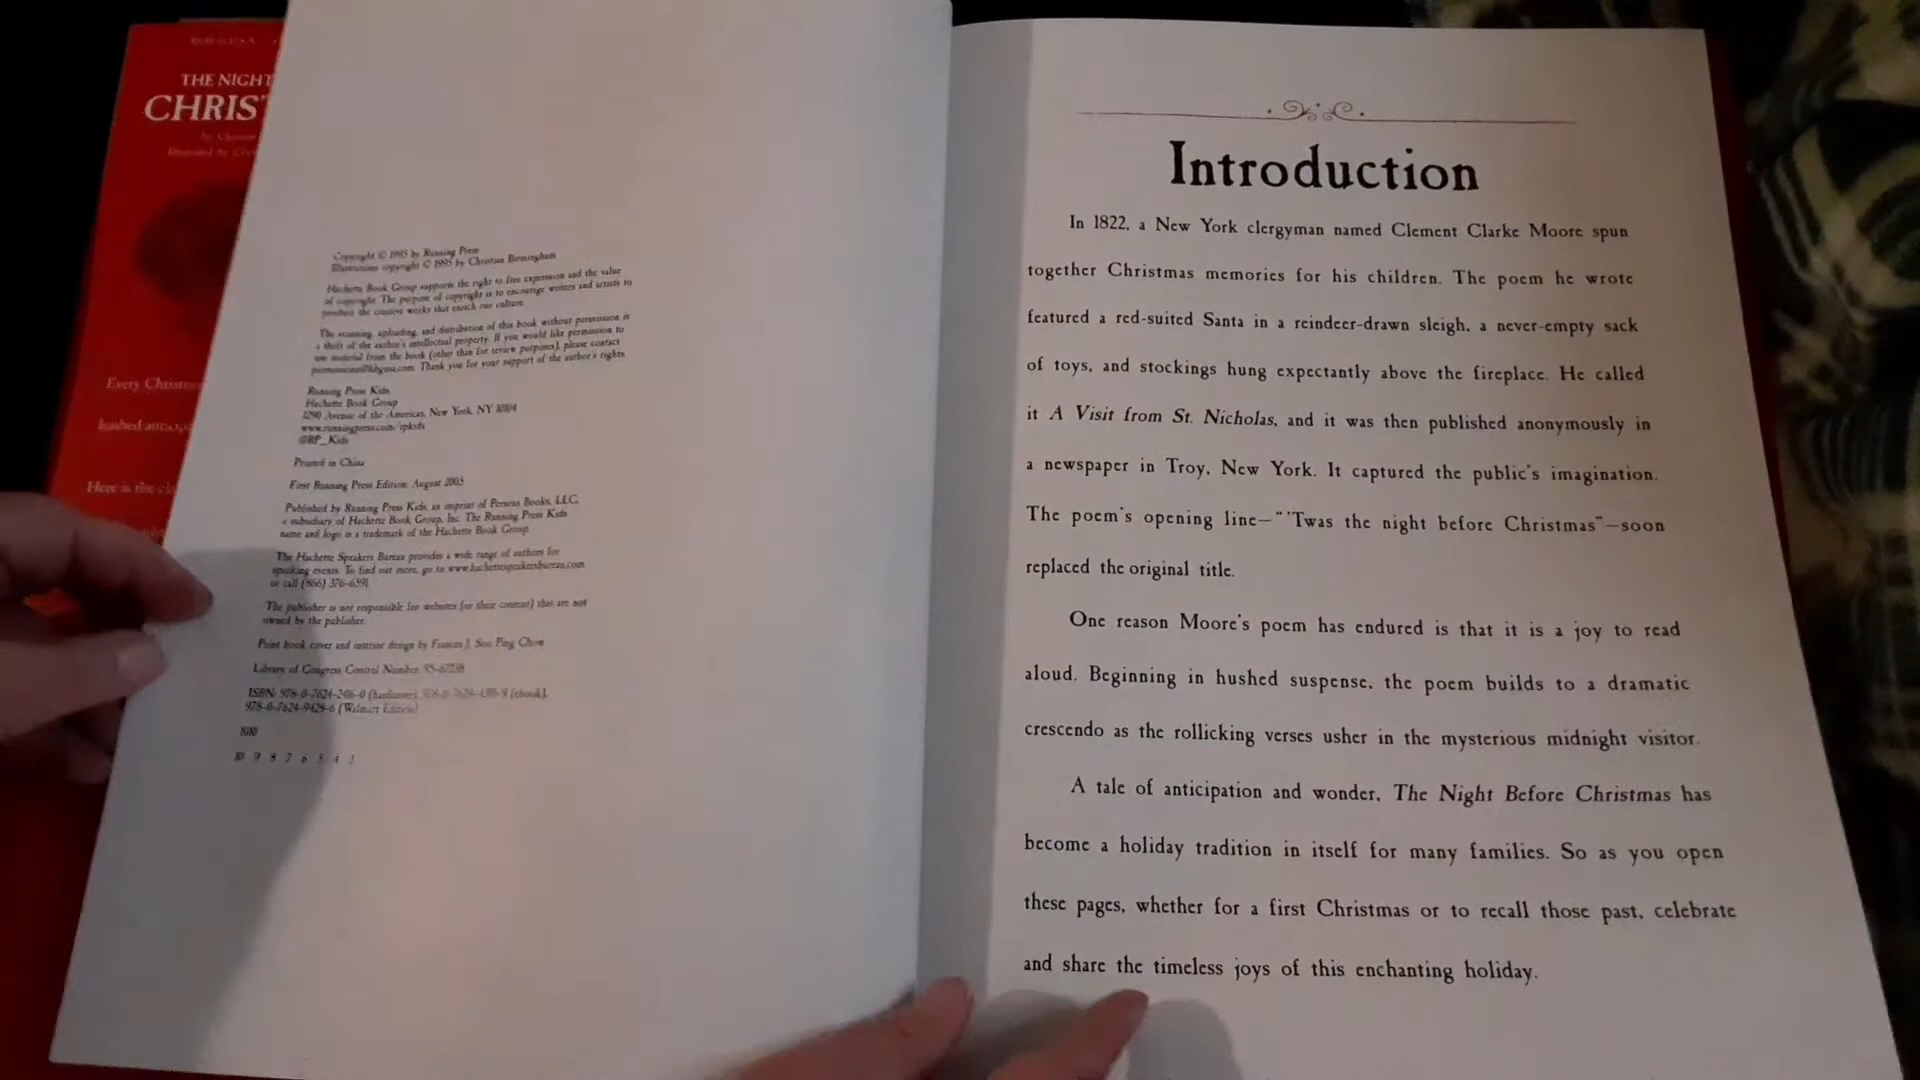 THE NIGHT
CHRIST
Every Christm
hushed anticip
Here is the cl
Copyright © 1995 by Running Press
Illustrations copyright © 1995 by Christian Birmingham
Hachette Book Group supports the right to free expression and the value
of copyright. The purpose of copyright is to encourage writers and artists to
produce the creative works that enrich our culture.
The scanning, uploading, and distribution of this book without permission is
a theft of the author's intellectual property. If you would like permission to
use material from the book (other than for review purposes), please contact
permissions@hbgusa.com. Thank you for your support of the author's rights.
Running Press Kids
Hachette Book Group
1290 Avenue of the Americas, New York, NY 10104
www.runningpress.com/rpkids
@RP_Kids
Printed in China
First Running Press Edition: August 2005
Published by Running Press Kids, an imprint of Perseus Books, LLC,
a subsidiary of Hachette Book Group, Inc. The Running Press Kids
name and logo is a trademark of the Hachette Book Group.
The Hachette Speakers Bureau provides a wide range of authors for
speaking events. To find out more, go to www.hachettespeakersbureau.com
or call (866) 376-6591.
The publisher is not responsible for websites (or their content) that are not
owned by the publisher.
Print book cover and interior design by Frances J. Soo Ping Chow
Library of Congress Control Number: 95-67238
ISBN: 978-0-7624-2416-0 (hardcover), (ebook),
978-0-7624-9428-6 (Walmart Edition)
1010
10 9 8 7 6 5 4 3
Introduction
In 1822, a New York clergyman named Clement Clarke Moore spun
together Christmas memories for his children. The poem he wrote
featured a red-suited Santa in a reindeer-drawn sleigh, a never-empty sack
of toys, and stockings hung expectantly above the fireplace. He called
it A Visit from St. Nicholas, and it was then published anonymously in
a newspaper in Troy, New York. It captured the public's imagination.
The poem's opening line—"'Twas the night before Christmas"—soon
replaced the original title.
One reason Moore's poem has endured is that it is a joy to read
aloud. Beginning in hushed suspense, the poem builds to a dramatic
crescendo as the rollicking verses usher in the mysterious midnight visitor.
A tale of anticipation and wonder, The Night Before Christmas has
become a holiday tradition in itself for many families. So as you open
these pages, whether for a first Christmas or to recall those past, celebrate
and share the timeless joys of this enchanting holiday.